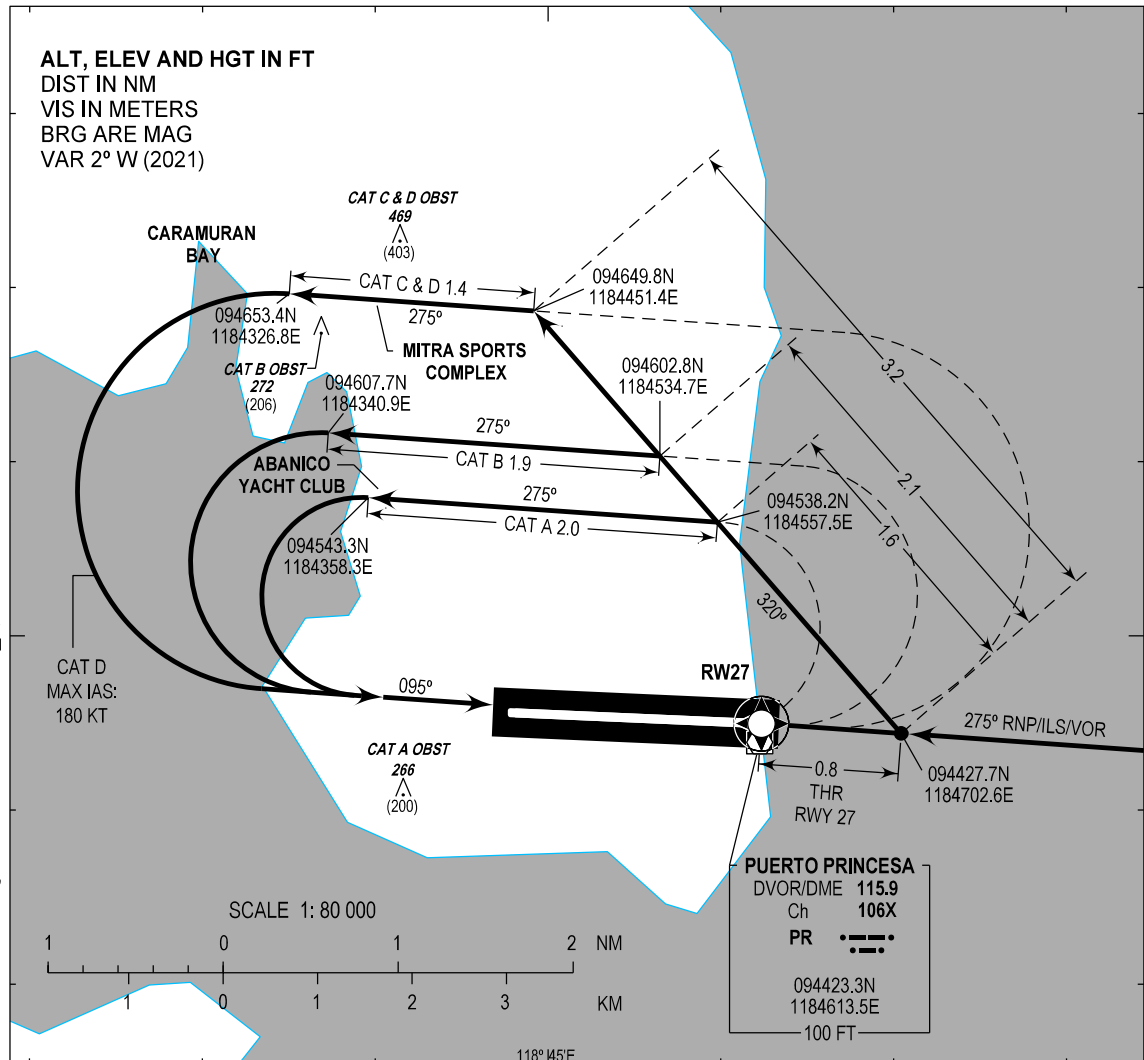 ALT, ELEV AND HGT IN FT
DIST IN NM
VIS IN METERS
BRG ARE MAG
VAR 2º W (2021)
CAT C & D OBST
469
(403)
CARAMURAN
BAY
CAT C & D 1.4
275º
094653.4N
1184326.8E
094649.8N
1184451.4E
MITRA SPORTS
COMPLEX
CAT B OBST
272
(206)
094607.7N
1184340.9E
094602.8N
1184534.7E
3.2
275º
CAT B 1.9
ABANICO
YACHT CLUB
275º
CAT A 2.0
094538.2N
1184557.5E
2.1
1.6
094543.3N
1184358.3E
320º
CAT D
MAX IAS:
180 KT
095º
RW27
275º RNP/ILS/VOR
CAT A OBST
266
(200)
0.8
THR
RWY 27
094427.7N
1184702.6E
PUERTO PRINCESA
DVOR/DME 115.9
Ch 106X
PR
094423.3N
1184613.5E
100 FT
SCALE 1: 80 000
1 0 1 2 NM
1 0 1 2 3 KM
118º 45'E